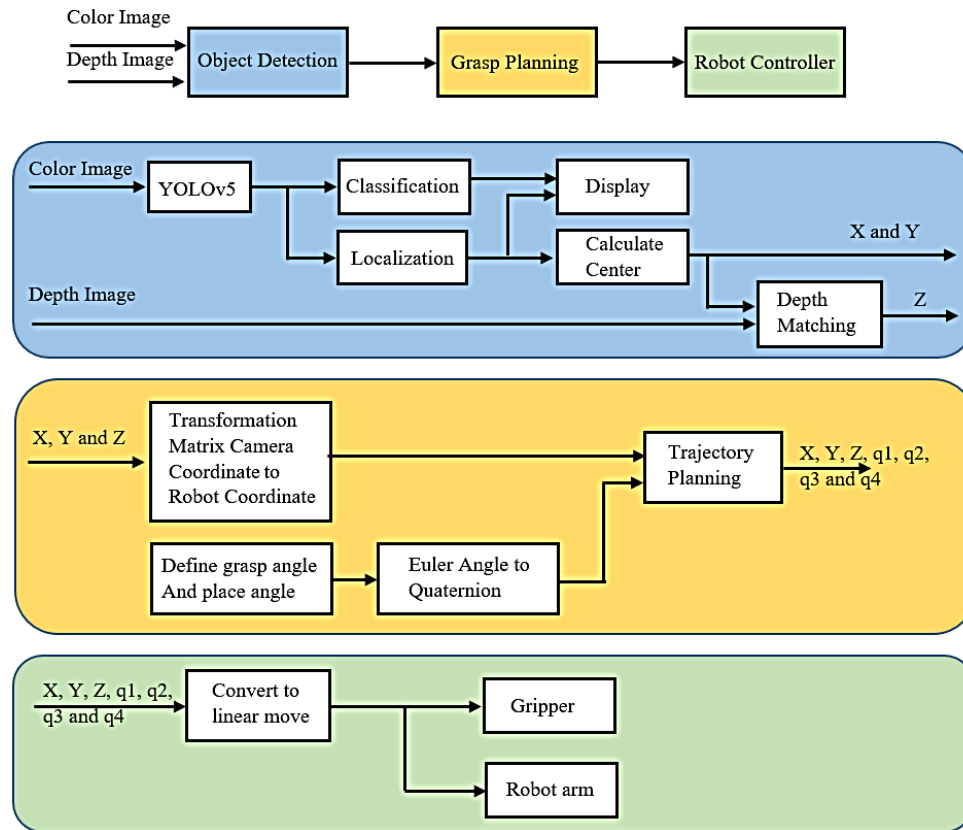 Color Image
Depth Image
Object Detection
Grasp Planning
Robot Controller
Color Image
YOLOv5
Classification
Display
Localization
Calculate
Center
X and Y
Depth Image
Depth
Matching
Z
X, Y and Z
Transformation
Matrix Camera
Coordinate to
Robot Coordinate
Trajectory
Planning
X, Y, Z, q1, q2,
q3 and q4
Define grasp angle
And place angle
Euler Angle to
Quaternion
X, Y, Z, q1, q2,
q3 and q4
Convert to
linear move
Gripper
Robot arm